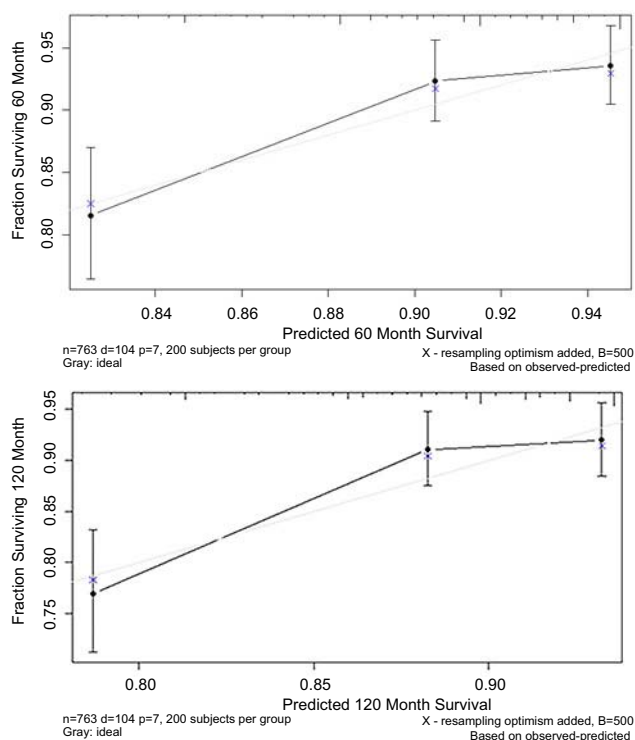 Fraction Surviving 60 Month
0.95
0.90
0.85
0.80
0.84 0.86 0.88 0.90 0.92 0.94
Predicted 60 Month Survival
n=763 d=104 p=7, 200 subjects per group
Gray: ideal
X - resampling optimism added, B=500
Based on observed-predicted
Fraction Surviving 120 Month
0.95
0.90
0.85
0.80
0.75
0.80 0.85 0.90
Predicted 120 Month Survival
n=763 d=104 p=7, 200 subjects per group
Gray: ideal
X - resampling optimism added, B=500
Based on observed-predicted